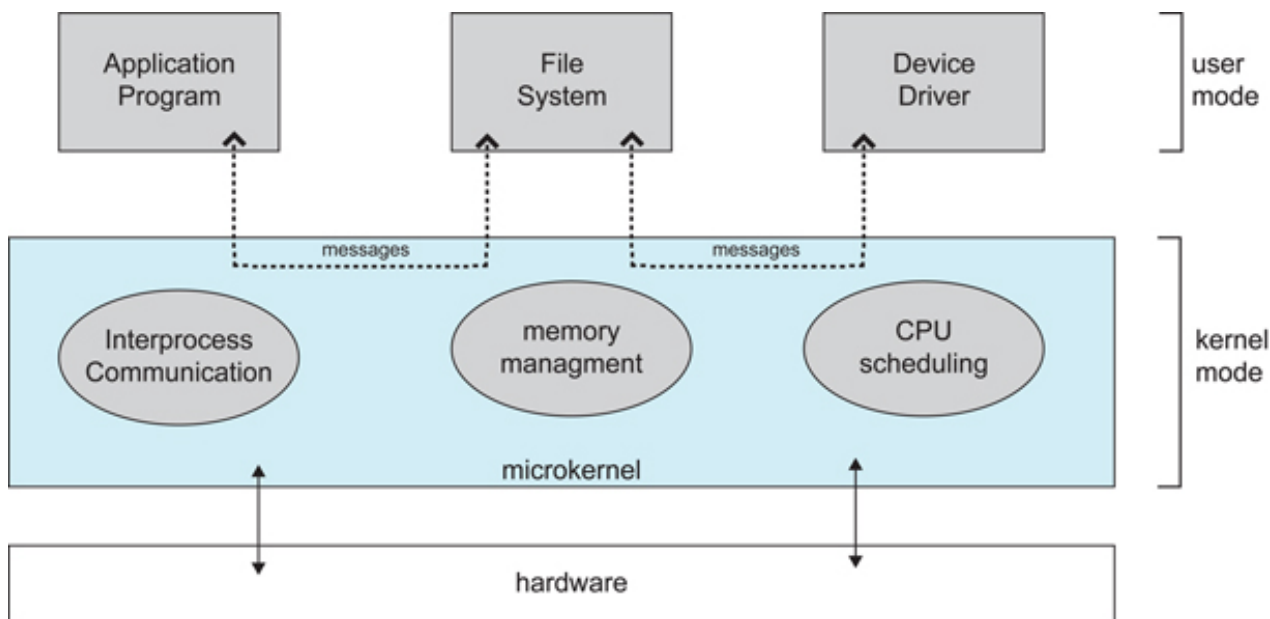 Application
Program
File
System
Device
Driver
user
mode
messages
messages
Interprocess
Communication
memory
managment
CPU
scheduling
kernel
mode
microkernel
hardware